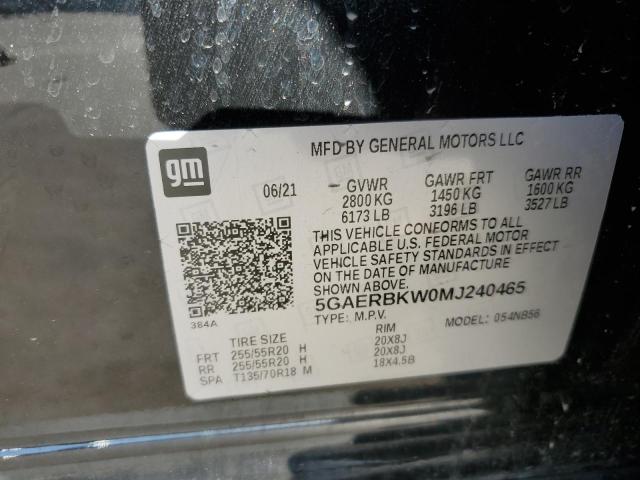 gm
MFD BY GENERAL MOTORS LLC
06/21 GVWR GAWR FRT GAWR RR
2800 KG 1450 KG 1600 KG
6173 LB 3196 LB 3527 LB
THIS VEHICLE CONFORMS TO ALL
APPLICABLE U.S. FEDERAL MOTOR
VEHICLE SAFETY STANDARDS IN EFFECT
ON THE DATE OF MANUFACTURE
SHOWN ABOVE.
5GAERBKW0MJ240465
384A
TYPE: M.P.V. MODEL: 054NB56
TIRE SIZE RIM
FRT 255/55R20 H 20X8J
RR 255/55R20 H 20X8J
SPA T135/70R18 M 18X4.5B